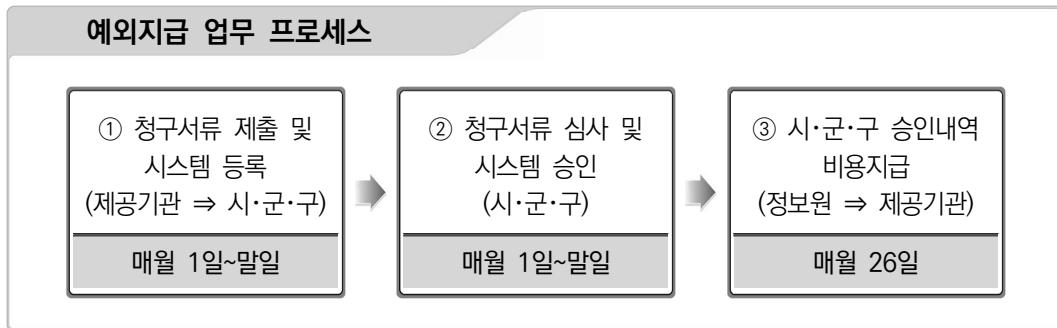 예외지급 업무 프로세스
① 청구서류 제출 및
시스템 등록
(제공기관 ⇒ 시·군·구)
매월 1일~말일
② 청구서류 심사 및
시스템 승인
(시·군·구)
매월 1일~말일
③ 시·군·구 승인내역
비용지급
(정보원 ⇒ 제공기관)
매월 26일